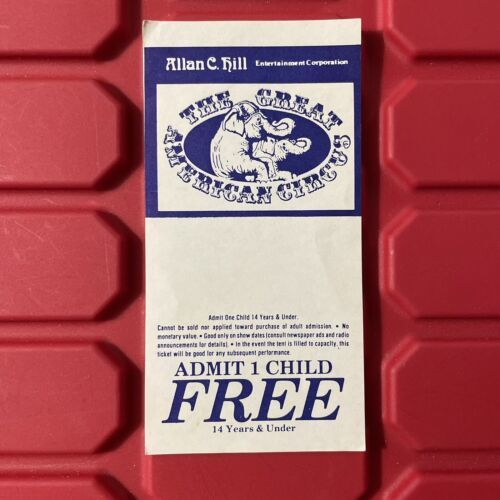 Allan C. Hill Entertainment Corporation
THE GREAT
AMERICAN CIRCUS
Admit One Child 14 Years & Under.
Cannot be sold nor applied toward purchase of adult admission. • No
monetary value. • Good only on show dates (consult newspaper ads and radio
announcements for details). • In the event the tent is filled to capacity, this
ticket will be good for any subsequent performance.
ADMIT 1 CHILD
FREE
14 Years & Under